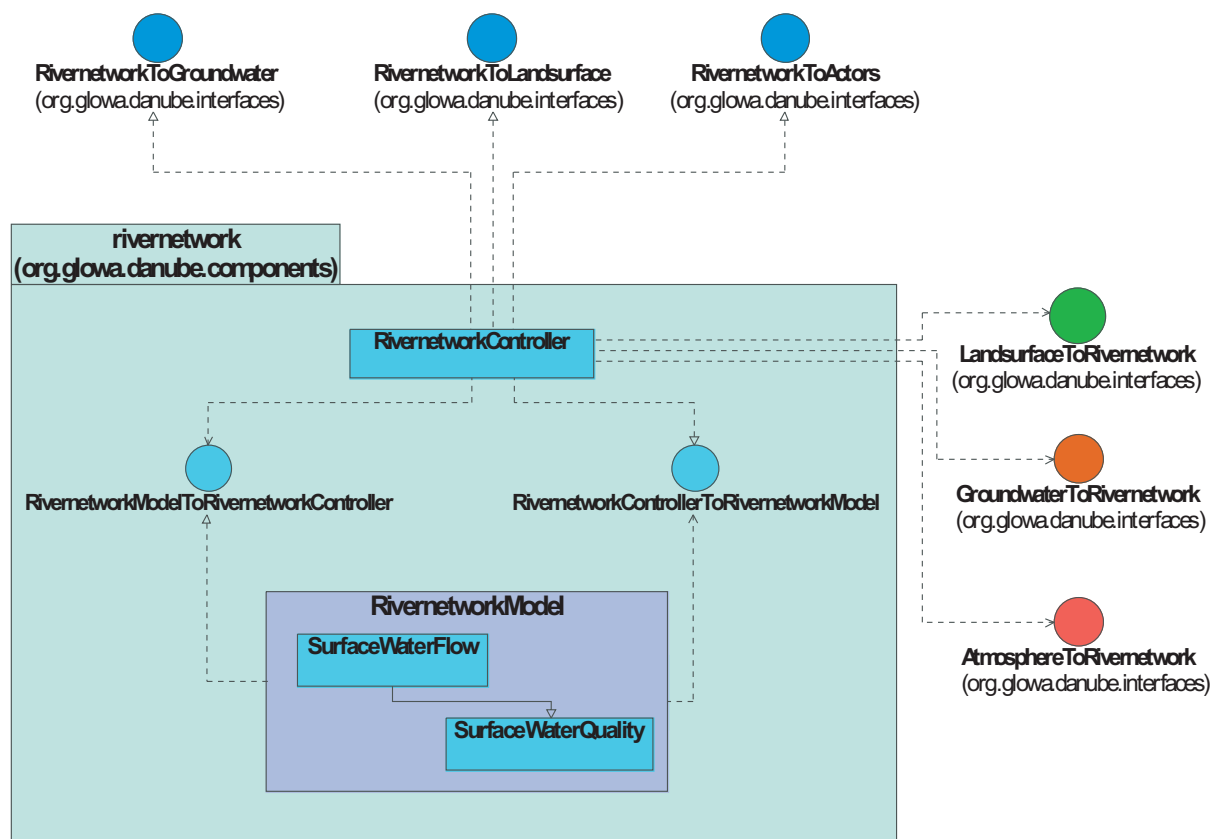 RivernetworkToGroundwater
(org.glowa.danube.interfaces)
RivernetworkToLandsurface
(org.glowa.danube.interfaces)
RivernetworkToActors
(org.glowa.danube.interfaces)
rivernetwork
(org.glowa.danube.components)
RivernetworkController
LandsurfaceToRivernetwork
(org.glowa.danube.interfaces)
RivernetworkModelToRivernetworkController
RivernetworkControllerToRivernetworkModel
GroundwaterToRivernetwork
(org.glowa.danube.interfaces)
RivernetworkModel
SurfaceWaterFlow
SurfaceWaterQuality
AtmosphereToRivernetwork
(org.glowa.danube.interfaces)